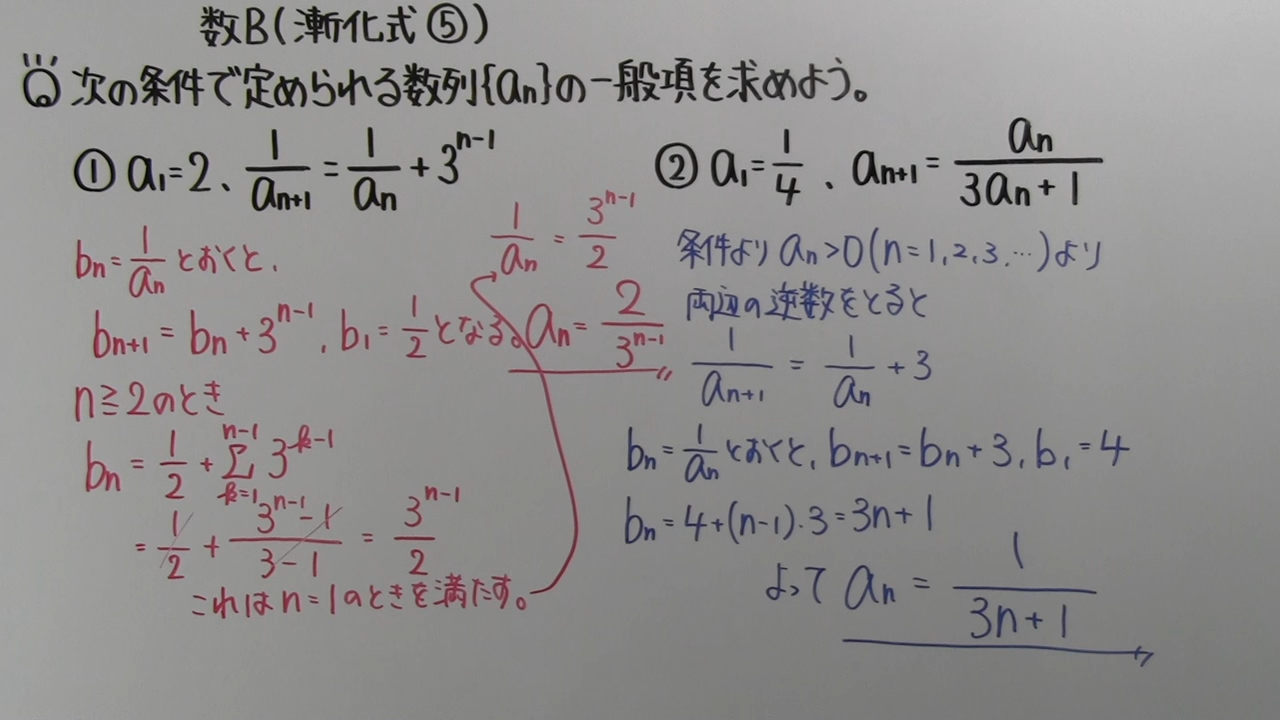 数B(漸化式⑤)
Q 次の条件で定められる数列{an}の一般項を求めよう。
① a₁=2、1/aₙ₊₁ = 1/aₙ + 3ⁿ⁻¹
bₙ = 1/aₙ とおくと,
bₙ₊₁ = bₙ + 3ⁿ⁻¹, b₁ = 1/2 となる。
n≧2のとき
bₙ = 1/2 + Σ[k=1, n-1] 3ᵏ⁻¹
= 1/2 + (3ⁿ⁻¹-1)/(3-1) = 3ⁿ⁻¹/2
これはn=1のときを満たす。
1/aₙ = 3ⁿ⁻¹/2
aₙ = 2/3ⁿ⁻¹
② a₁=1/4、aₙ₊₁ = aₙ/(3aₙ+1)
条件より aₙ>0(n=1,2,3,…)より
両辺の逆数をとると
1/aₙ₊₁ = 1/aₙ + 3
bₙ = 1/aₙ とおくと, bₙ₊₁=bₙ+3, b₁=4
bₙ = 4+(n-1)・3 = 3n+1
よって aₙ = 1/(3n+1)